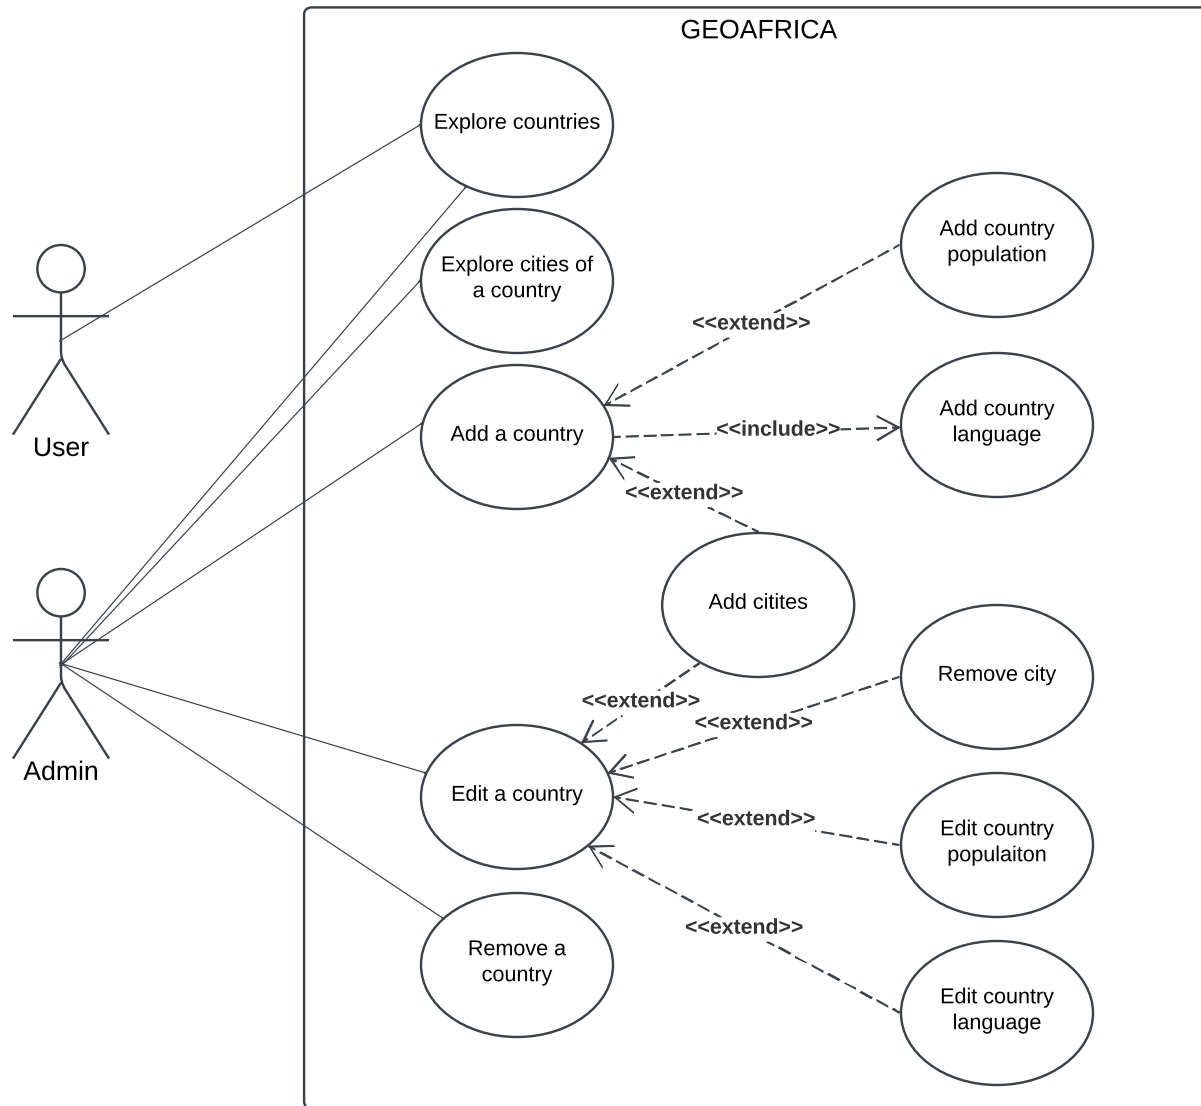 GEOAFRICA
Explore countries
Explore cities of
a country
Add a country
User
Admin
Add country
population
<<extend>>
Add country
language
<<include>>
<<extend>>
Add citites
Remove city
<<extend>>
<<extend>>
Edit a country
Edit country
populaiton
<<extend>>
Remove a
country
<<extend>>
Edit country
language